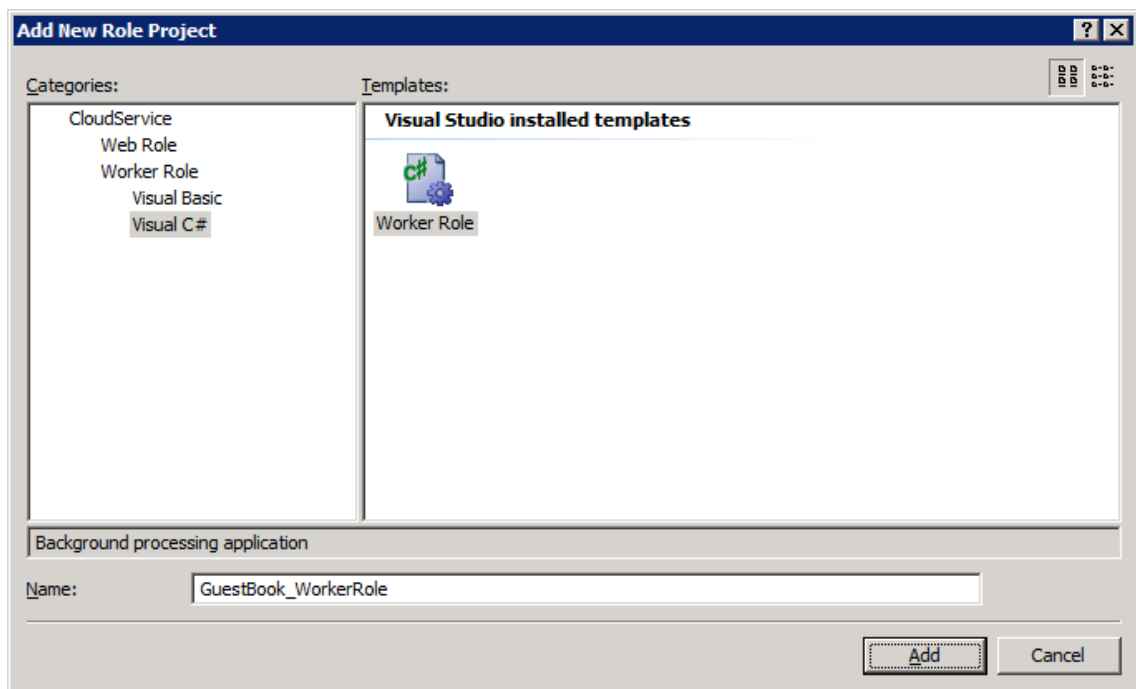 Add New Role Project
Categories:
Templates:
CloudService
Web Role
Worker Role
Visual Basic
Visual C#
Visual Studio installed templates
C#
Worker Role
Background processing application
Name:
GuestBook_WorkerRole
Add
Cancel